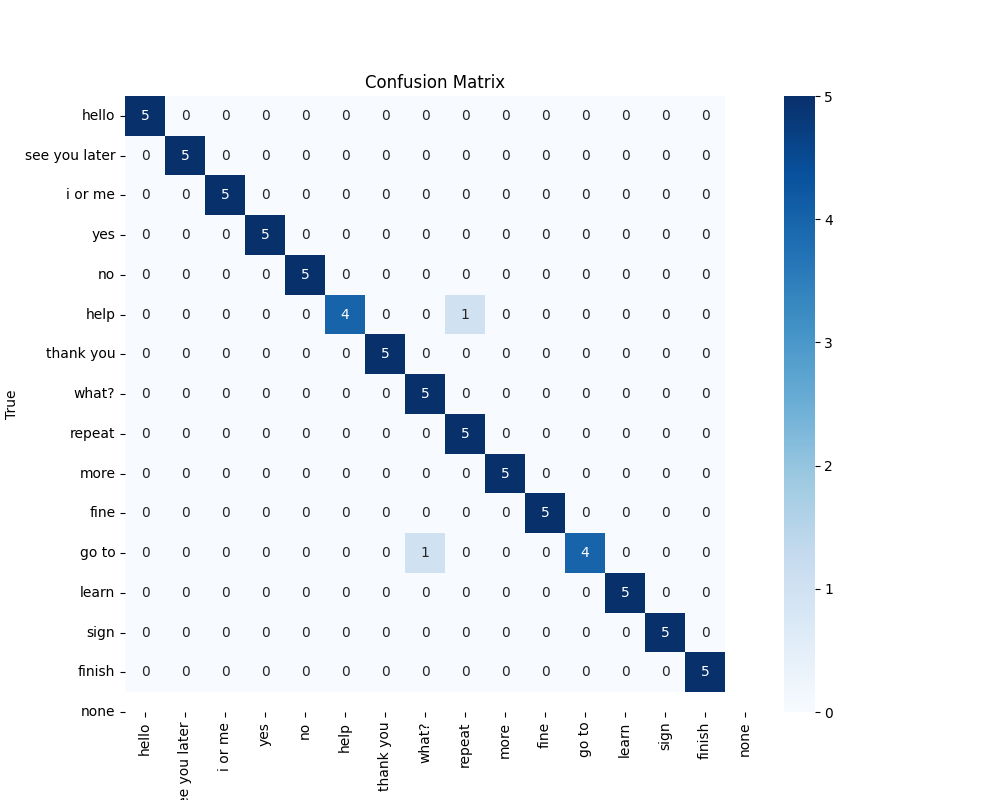 Confusion Matrix
hello 5 0 0 0 0 0 0 0 0 0 0 0 0 0 0
see you later 0 5 0 0 0 0 0 0 0 0 0 0 0 0 0
i or me 0 0 5 0 0 0 0 0 0 0 0 0 0 0 0
yes 0 0 0 5 0 0 0 0 0 0 0 0 0 0 0
no 0 0 0 0 5 0 0 0 0 0 0 0 0 0 0
help 0 0 0 0 0 4 0 0 1 0 0 0 0 0 0
thank you 0 0 0 0 0 0 5 0 0 0 0 0 0 0 0
what? 0 0 0 0 0 0 0 5 0 0 0 0 0 0 0
repeat 0 0 0 0 0 0 0 0 5 0 0 0 0 0 0
more 0 0 0 0 0 0 0 0 0 5 0 0 0 0 0
fine 0 0 0 0 0 0 0 0 0 0 5 0 0 0 0
go to 0 0 0 0 0 0 0 1 0 0 0 4 0 0 0
learn 0 0 0 0 0 0 0 0 0 0 0 0 5 0 0
sign 0 0 0 0 0 0 0 0 0 0 0 0 0 5 0
finish 0 0 0 0 0 0 0 0 0 0 0 0 0 0 5
none
True
hello
ee you later
i or me
yes
no
help
thank you
what?
repeat
more
fine
go to
learn
sign
finish
none
5
4
3
2
1
0